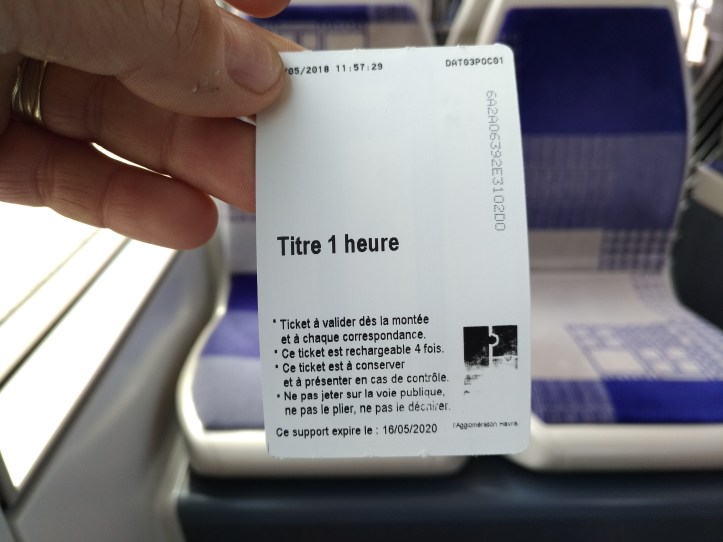 /05/2018 11:57:29 DAT03POC01
6A2A06392E3102D0
Titre 1 heure
* Ticket à valider dès la montée
et à chaque correspondance.
* Ce ticket est rechargeable 4 fois.
* Ce ticket est à conserver
et à présenter en cas de contrôle.
* Ne pas jeter sur la voie publique,
ne pas le plier, ne pas le déchirer.
Ce support expire le : 16/05/2020
l'Agglomération Havraise